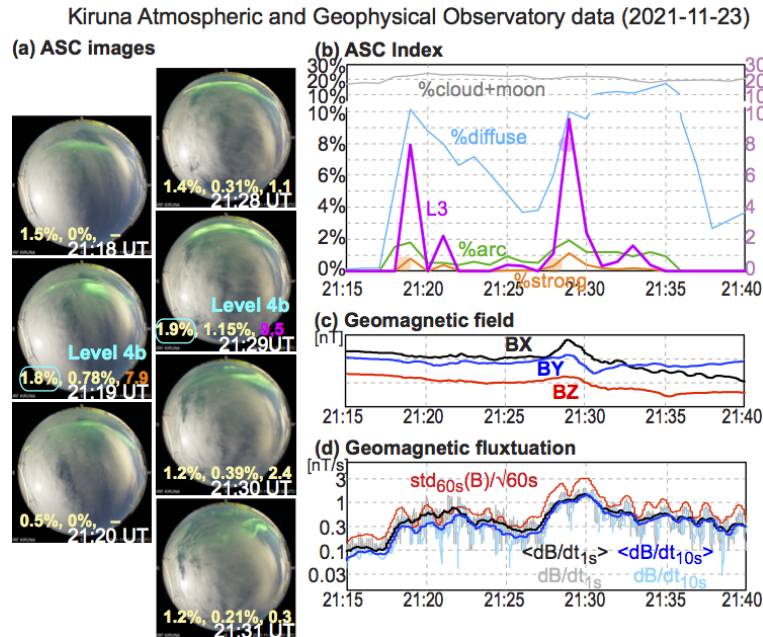 Kiruna Atmospheric and Geophysical Observatory data (2021-11-23)
(a) ASC images
1.5%, 0%, –
21:18 UT
Level 4b
1.8%, 0.78%, 7.9
21:19 UT
0.5%, 0%, –
21:20 UT
1.4%, 0.31%, 1.1
21:28 UT
Level 4b
1.9%, 1.15%, 9.5
21:29 UT
1.2%, 0.39%, 2.4
21:30 UT
1.2%, 0.21%, 0.3
21:31 UT
(b) ASC Index
30% 30
20% 20
10% 10
%cloud+moon
10% 10
%diffuse
8% 8
6% 6
L3
4% 4
2% 2
%arc
0% 0
%strong
21:15 21:20 21:25 21:30 21:35 21:40
(c) Geomagnetic field
[nT]
BX
BY
BZ
21:15 21:20 21:25 21:30 21:35 21:40
(d) Geomagnetic fluxtuation
[nT/s]
3
std60s(B)/√60s
1
0.3
0.1
<dB/dt1s> <dB/dt10s>
0.03
dB/dt1s dB/dt10s
21:15 21:20 21:25 21:30 21:35 21:40